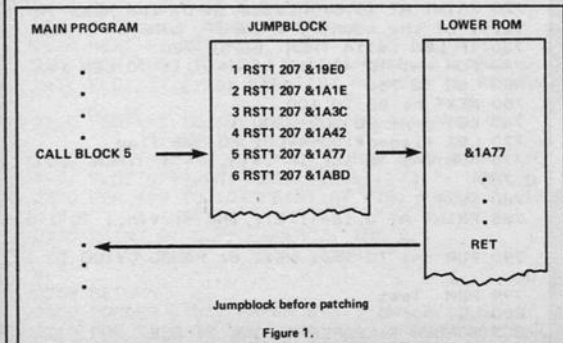 MAIN PROGRAM
JUMPBLOCK
LOWER ROM
1 RST1 207 &19E0
2 RST1 207 &1A1E
3 RST1 207 &1A3C
4 RST1 207 &1A42
CALL BLOCK 5
5 RST1 207 &1A77
&1A77
6 RST1 207 &1ABD
RET
Jumpblock before patching
Figure 1.